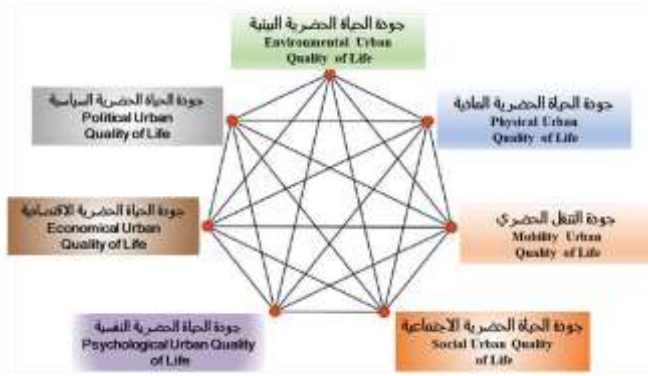 جودة الحياة الحضرية البيئية
Environmental Urban
Quality of Life
جودة الحياة الحضرية السياسية
Political Urban
Quality of Life
جودة الحياة الحضرية المادية
Physical Urban
Quality of Life
جودة الحياة الحضرية الاقتصادية
Economical Urban
Quality of Life
جودة التنقل الحضري
Mobility Urban
Quality of Life
جودة الحياة الحضرية النفسية
Psychological Urban Quality
of Life
جودة الحياة الحضرية الاجتماعية
Social Urban Quality
of Life